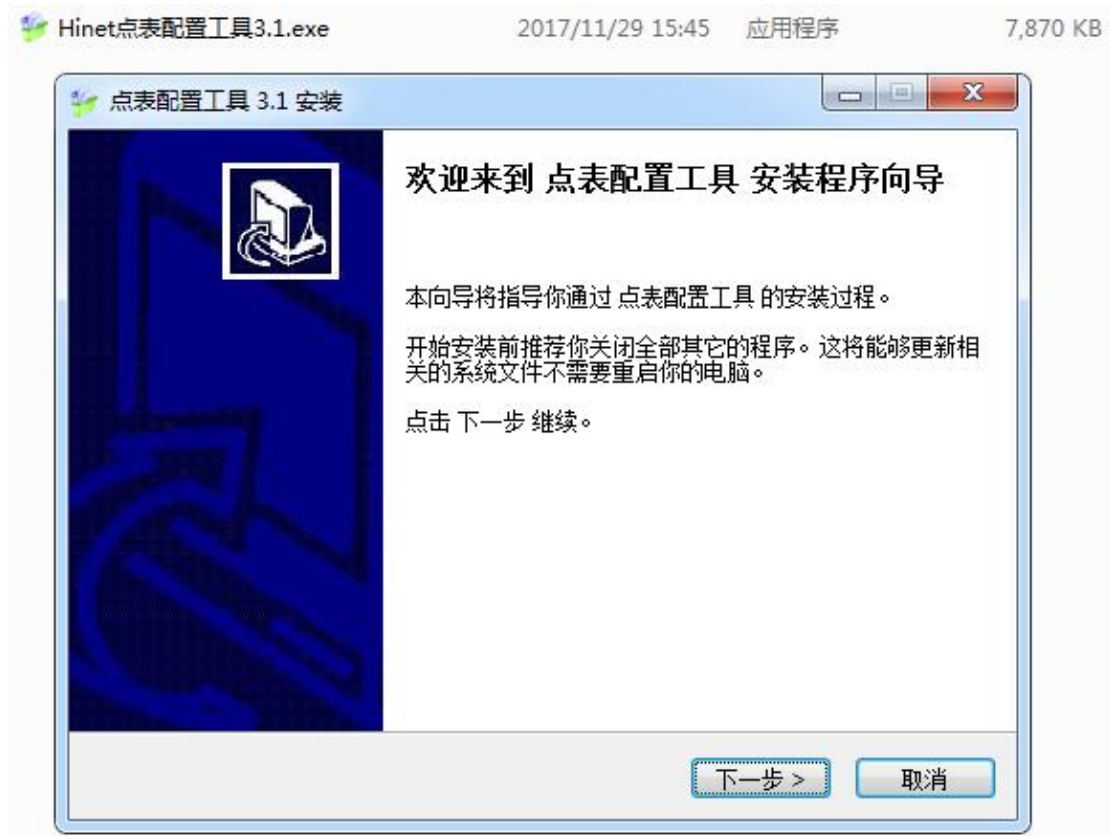 Hinet点表配置工具3.1.exe 2017/11/29 15:45 应用程序 7,870 KB
点表配置工具 3.1 安装
欢迎来到 点表配置工具 安装程序向导
本向导将指导你通过 点表配置工具 的安装过程。
开始安装前推荐你关闭全部其它的程序。这将能够更新相
关的系统文件不需要重启你的电脑。
点击 下一步 继续。
下一步 > 取消